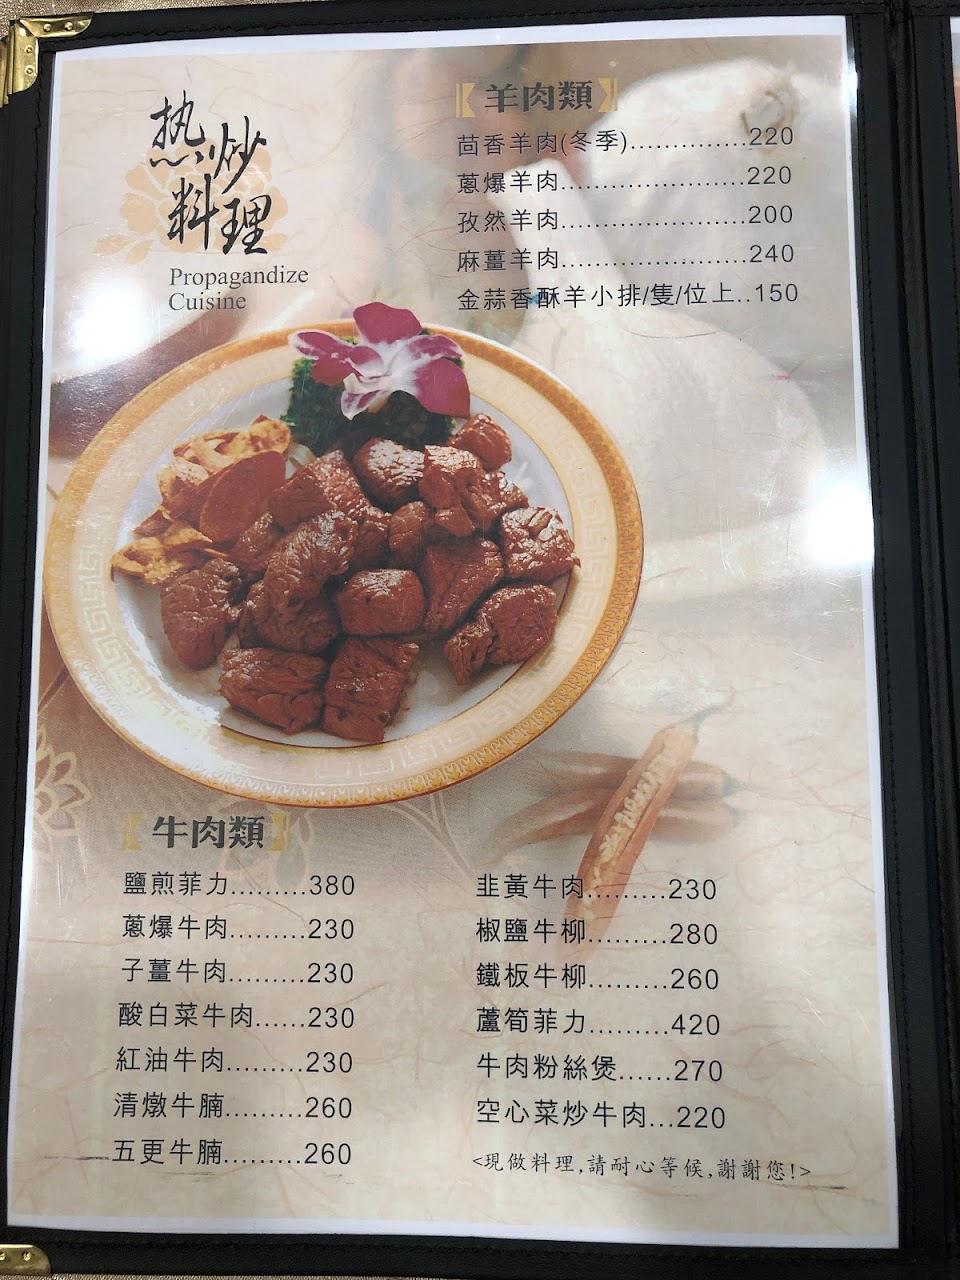 热炒
料理
Propagandize
Cuisine
羊肉類
茴香羊肉(冬季)..............220
蔥爆羊肉......................220
孜然羊肉......................200
麻薑羊肉......................240
金蒜香酥羊小排/隻/位上..150
牛肉類
鹽煎菲力.........380
蔥爆牛肉.........230
子薑牛肉.........230
酸白菜牛肉......230
紅油牛肉.........230
清燉牛腩.........260
五更牛腩.........260
韭黃牛肉.........230
椒鹽牛柳.........280
鐵板牛柳.........260
蘆筍菲力.........420
牛肉粉絲煲......270
空心菜炒牛肉...220
<現做料理,請耐心等候,謝謝您!>